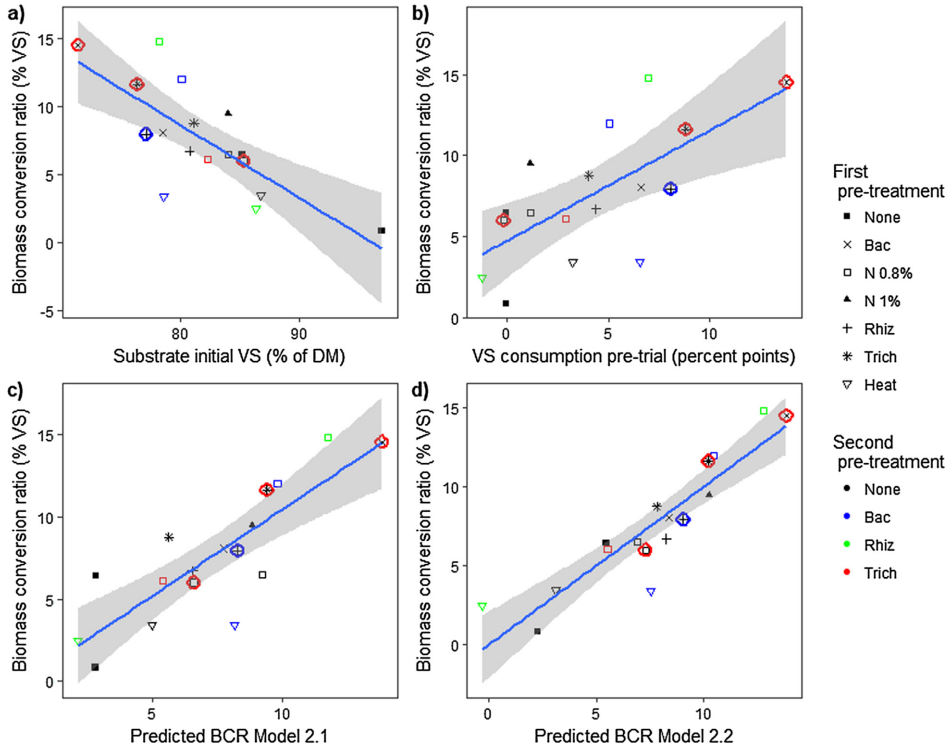 a)
Biomass conversion ratio (% VS)
15
10
5
0
-5
80
90
Substrate initial VS (% of DM)
b)
Biomass conversion ratio (% VS)
15
10
5
0
0
5
10
VS consumption pre-trial (percent points)
c)
Biomass conversion ratio (% VS)
15
10
5
0
5
10
Predicted BCR Model 2.1
d)
Biomass conversion ratio (% VS)
15
10
5
0
0
5
10
Predicted BCR Model 2.2
First
pre-treatment
None
Bac
N 0.8%
N 1%
Rhiz
Trich
Heat
Second
pre-treatment
None
Bac
Rhiz
Trich